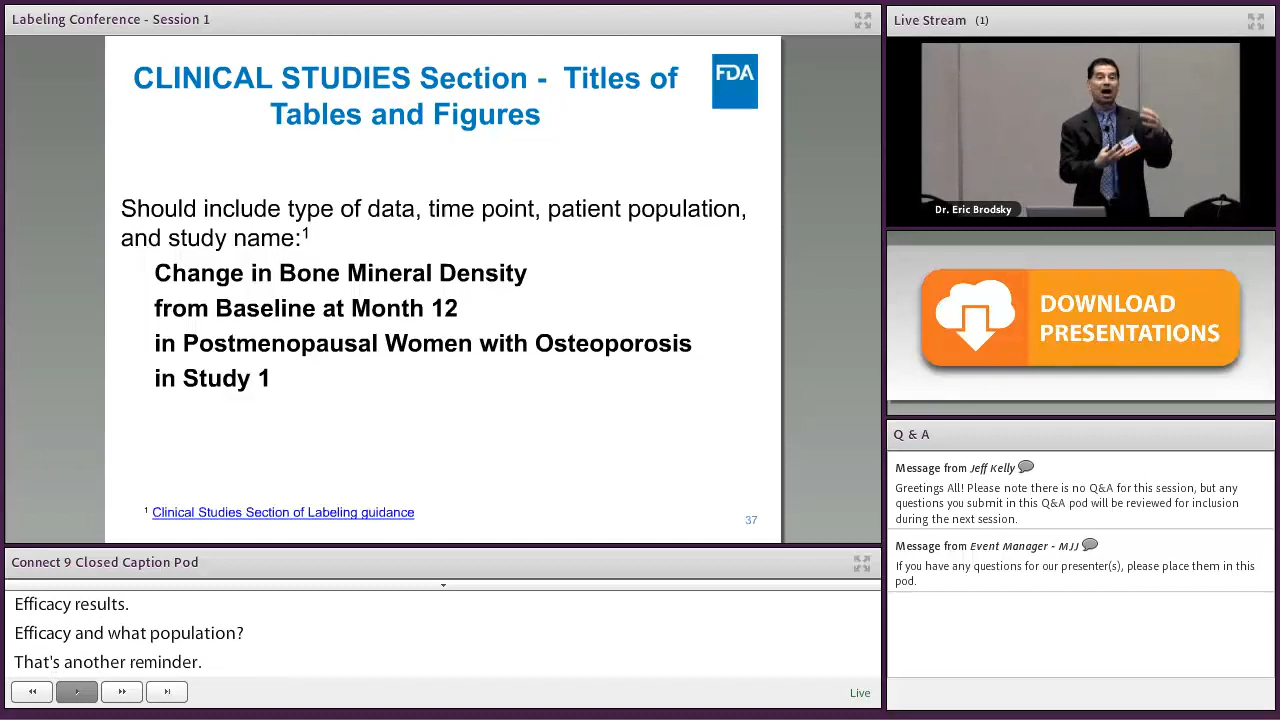 Labeling Conference - Session 1
CLINICAL STUDIES Section - Titles of
Tables and Figures
FDA
Should include type of data, time point, patient population,
and study name:1
Change in Bone Mineral Density
from Baseline at Month 12
in Postmenopausal Women with Osteoporosis
in Study 1
1 Clinical Studies Section of Labeling guidance
37
Connect 9 Closed Caption Pod
Efficacy results.
Efficacy and what population?
That's another reminder.
Live
Live Stream (1)
Dr. Eric Brodsky
DOWNLOAD
PRESENTATIONS
Q & A
Message from Jeff Kelly
Greetings All! Please note there is no Q&A for this session, but any
questions you submit in this Q&A pod will be reviewed for inclusion
during the next session.
Message from Event Manager - MJJ
If you have any questions for our presenter(s), please place them in this
pod.